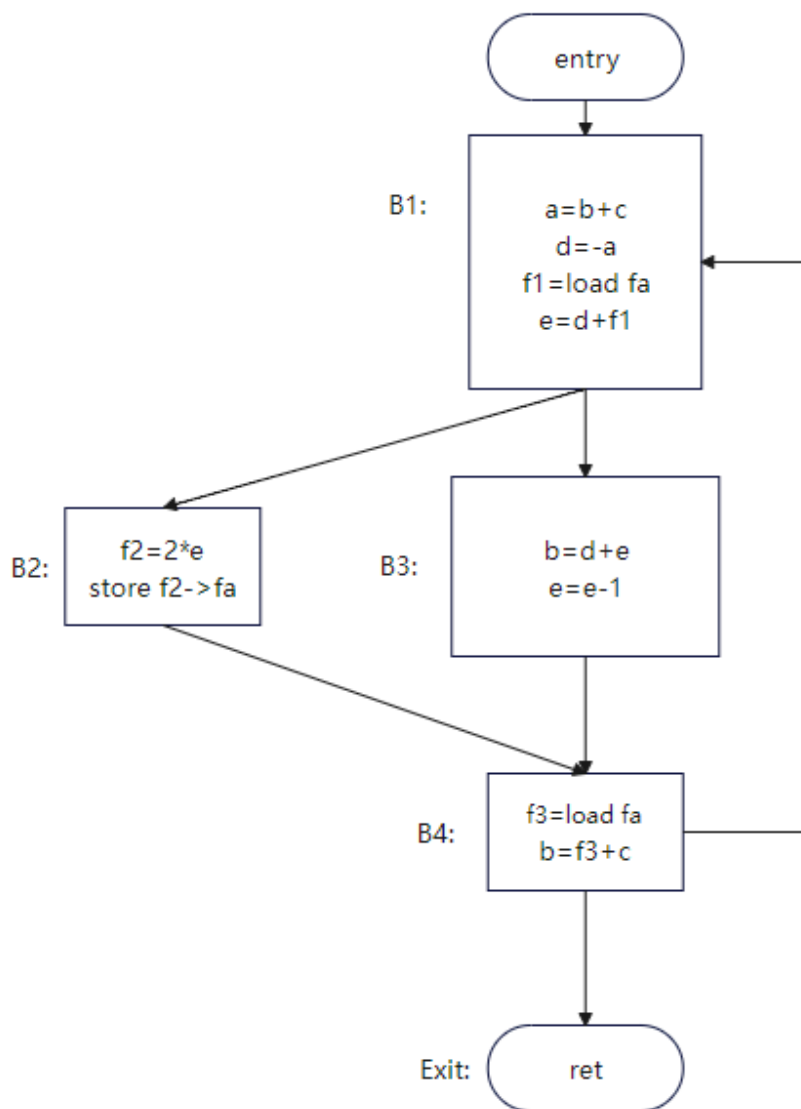 entry
B1:
a=b+c
d=-a
f1=load fa
e=d+f1
B2:
f2=2*e
store f2->fa
B3:
b=d+e
e=e-1
B4:
f3=load fa
b=f3+c
Exit:
ret